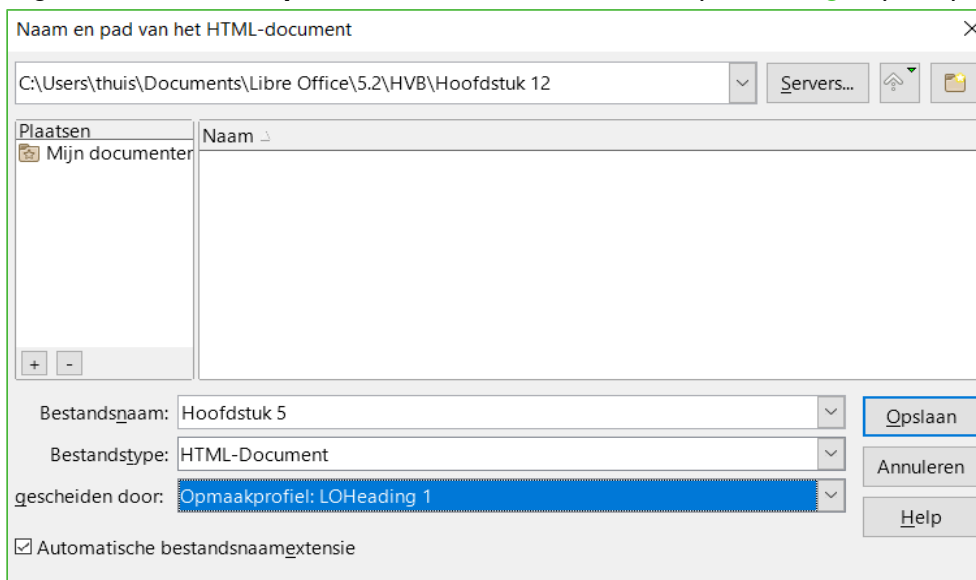 Naam en pad van het HTML-document
C:\Users\thuis\Documents\Libre Office\5.2\HVB\Hoofdstuk 12
Servers...
Plaatsen
Naam
Mijn documenten
+ -
Bestandsnaam: Hoofdstuk 5
Opslaan
Bestandstype: HTML-Document
Annuleren
gescheiden door: Opmaakprofiel: LOHeading 1
Help
Automatische bestandsnaamextensie